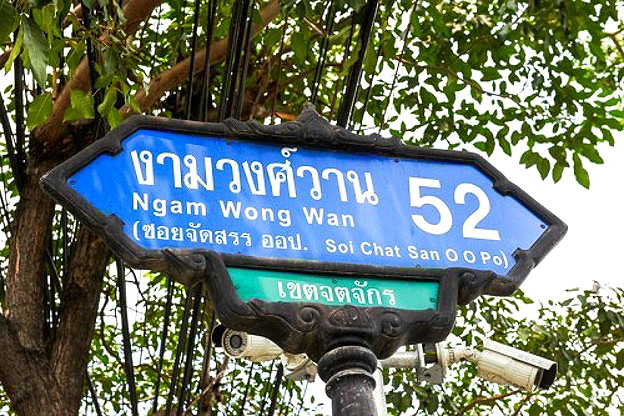 งามวงศ์วาน 52
Ngam Wong Wan
(ซอยจัดสรร ออป. Soi Chat San O O Po)
เขตจตุจักร